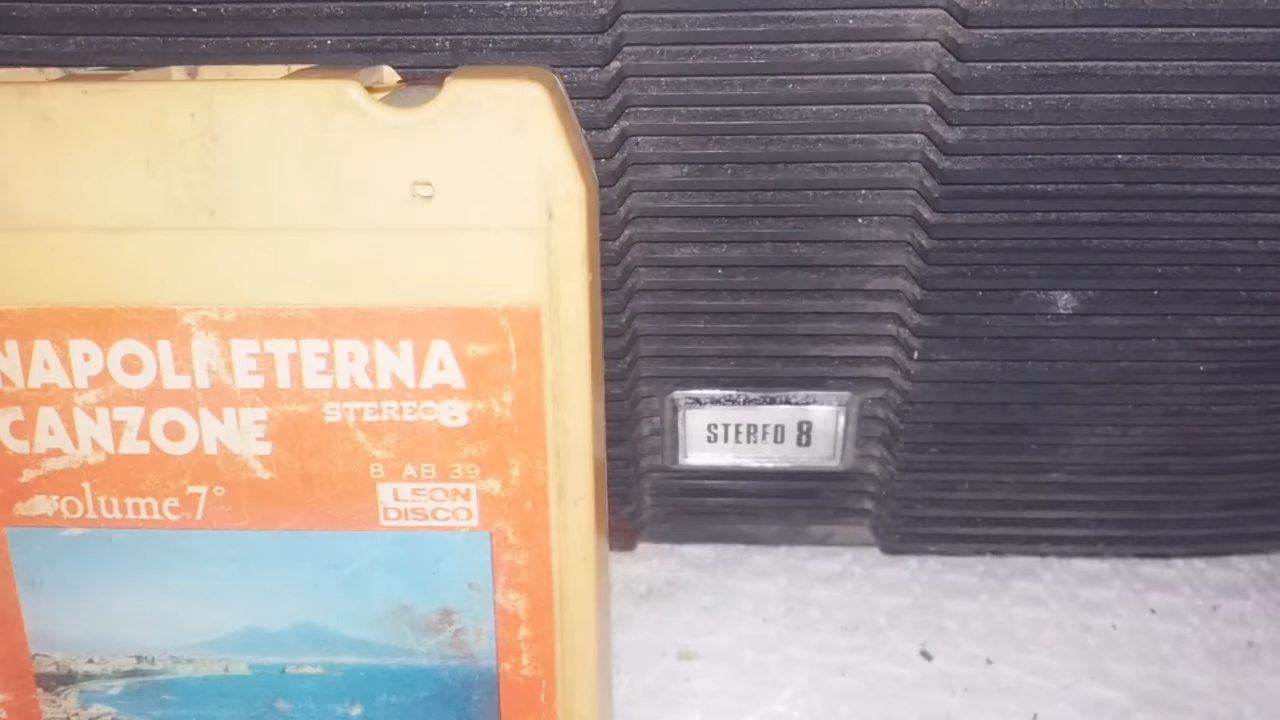 NAPOLI ETERNA
CANZONE
STEREO 8
8 AB 39
LEON
DISCO
volume 7°
STEREO 8